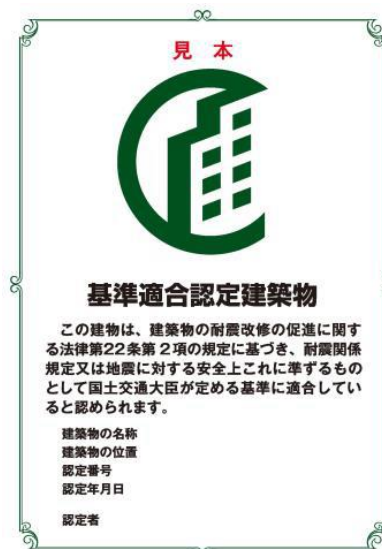 見 本
基準適合認定建築物
この建物は、建築物の耐震改修の促進に関す
る法律第22条第2項の規定に基づき、耐震関係
規定又は地震に対する安全上これに準ずるもの
として国土交通大臣が定める基準に適合してい
ると認められます。
建築物の名称
建築物の位置
認定番号
認定年月日
認定者